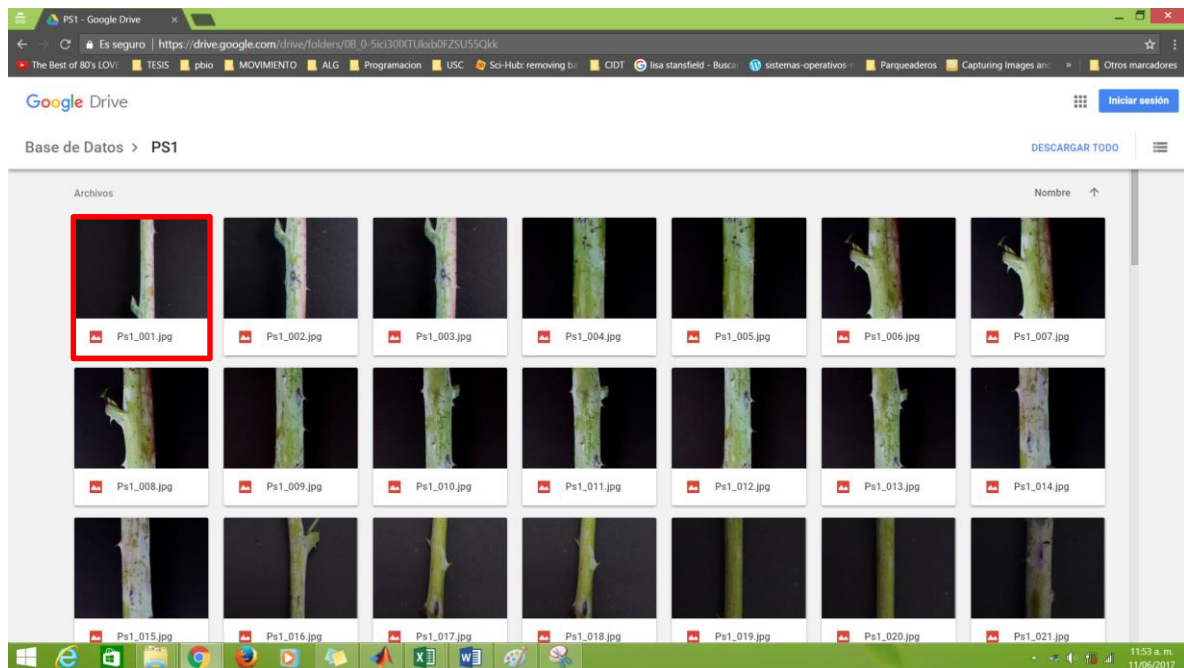 PS1 - Google Drive
Es seguro | https://drive.google.com/drive/folders/0B_0-5icl30lXTUkxb0FZSU55Qkk
The Best of 80's LOVE TESIS pbio MOVIMIENTO ALG Programacion USC Sci-Hub: removing ba CIDT lisa stansfield - Busca sistemas-operativos- Parqueaderos Capturing Images and » Otros marcadores
Google Drive
Iniciar sesión
Base de Datos > PS1
DESCARGAR TODO
Archivos
Nombre
Ps1_001.jpg Ps1_002.jpg Ps1_003.jpg Ps1_004.jpg Ps1_005.jpg Ps1_006.jpg Ps1_007.jpg
Ps1_008.jpg Ps1_009.jpg Ps1_010.jpg Ps1_011.jpg Ps1_012.jpg Ps1_013.jpg Ps1_014.jpg
Ps1_015.jpg Ps1_016.jpg Ps1_017.jpg Ps1_018.jpg Ps1_019.jpg Ps1_020.jpg Ps1_021.jpg
11:53 a. m.
11/06/2017